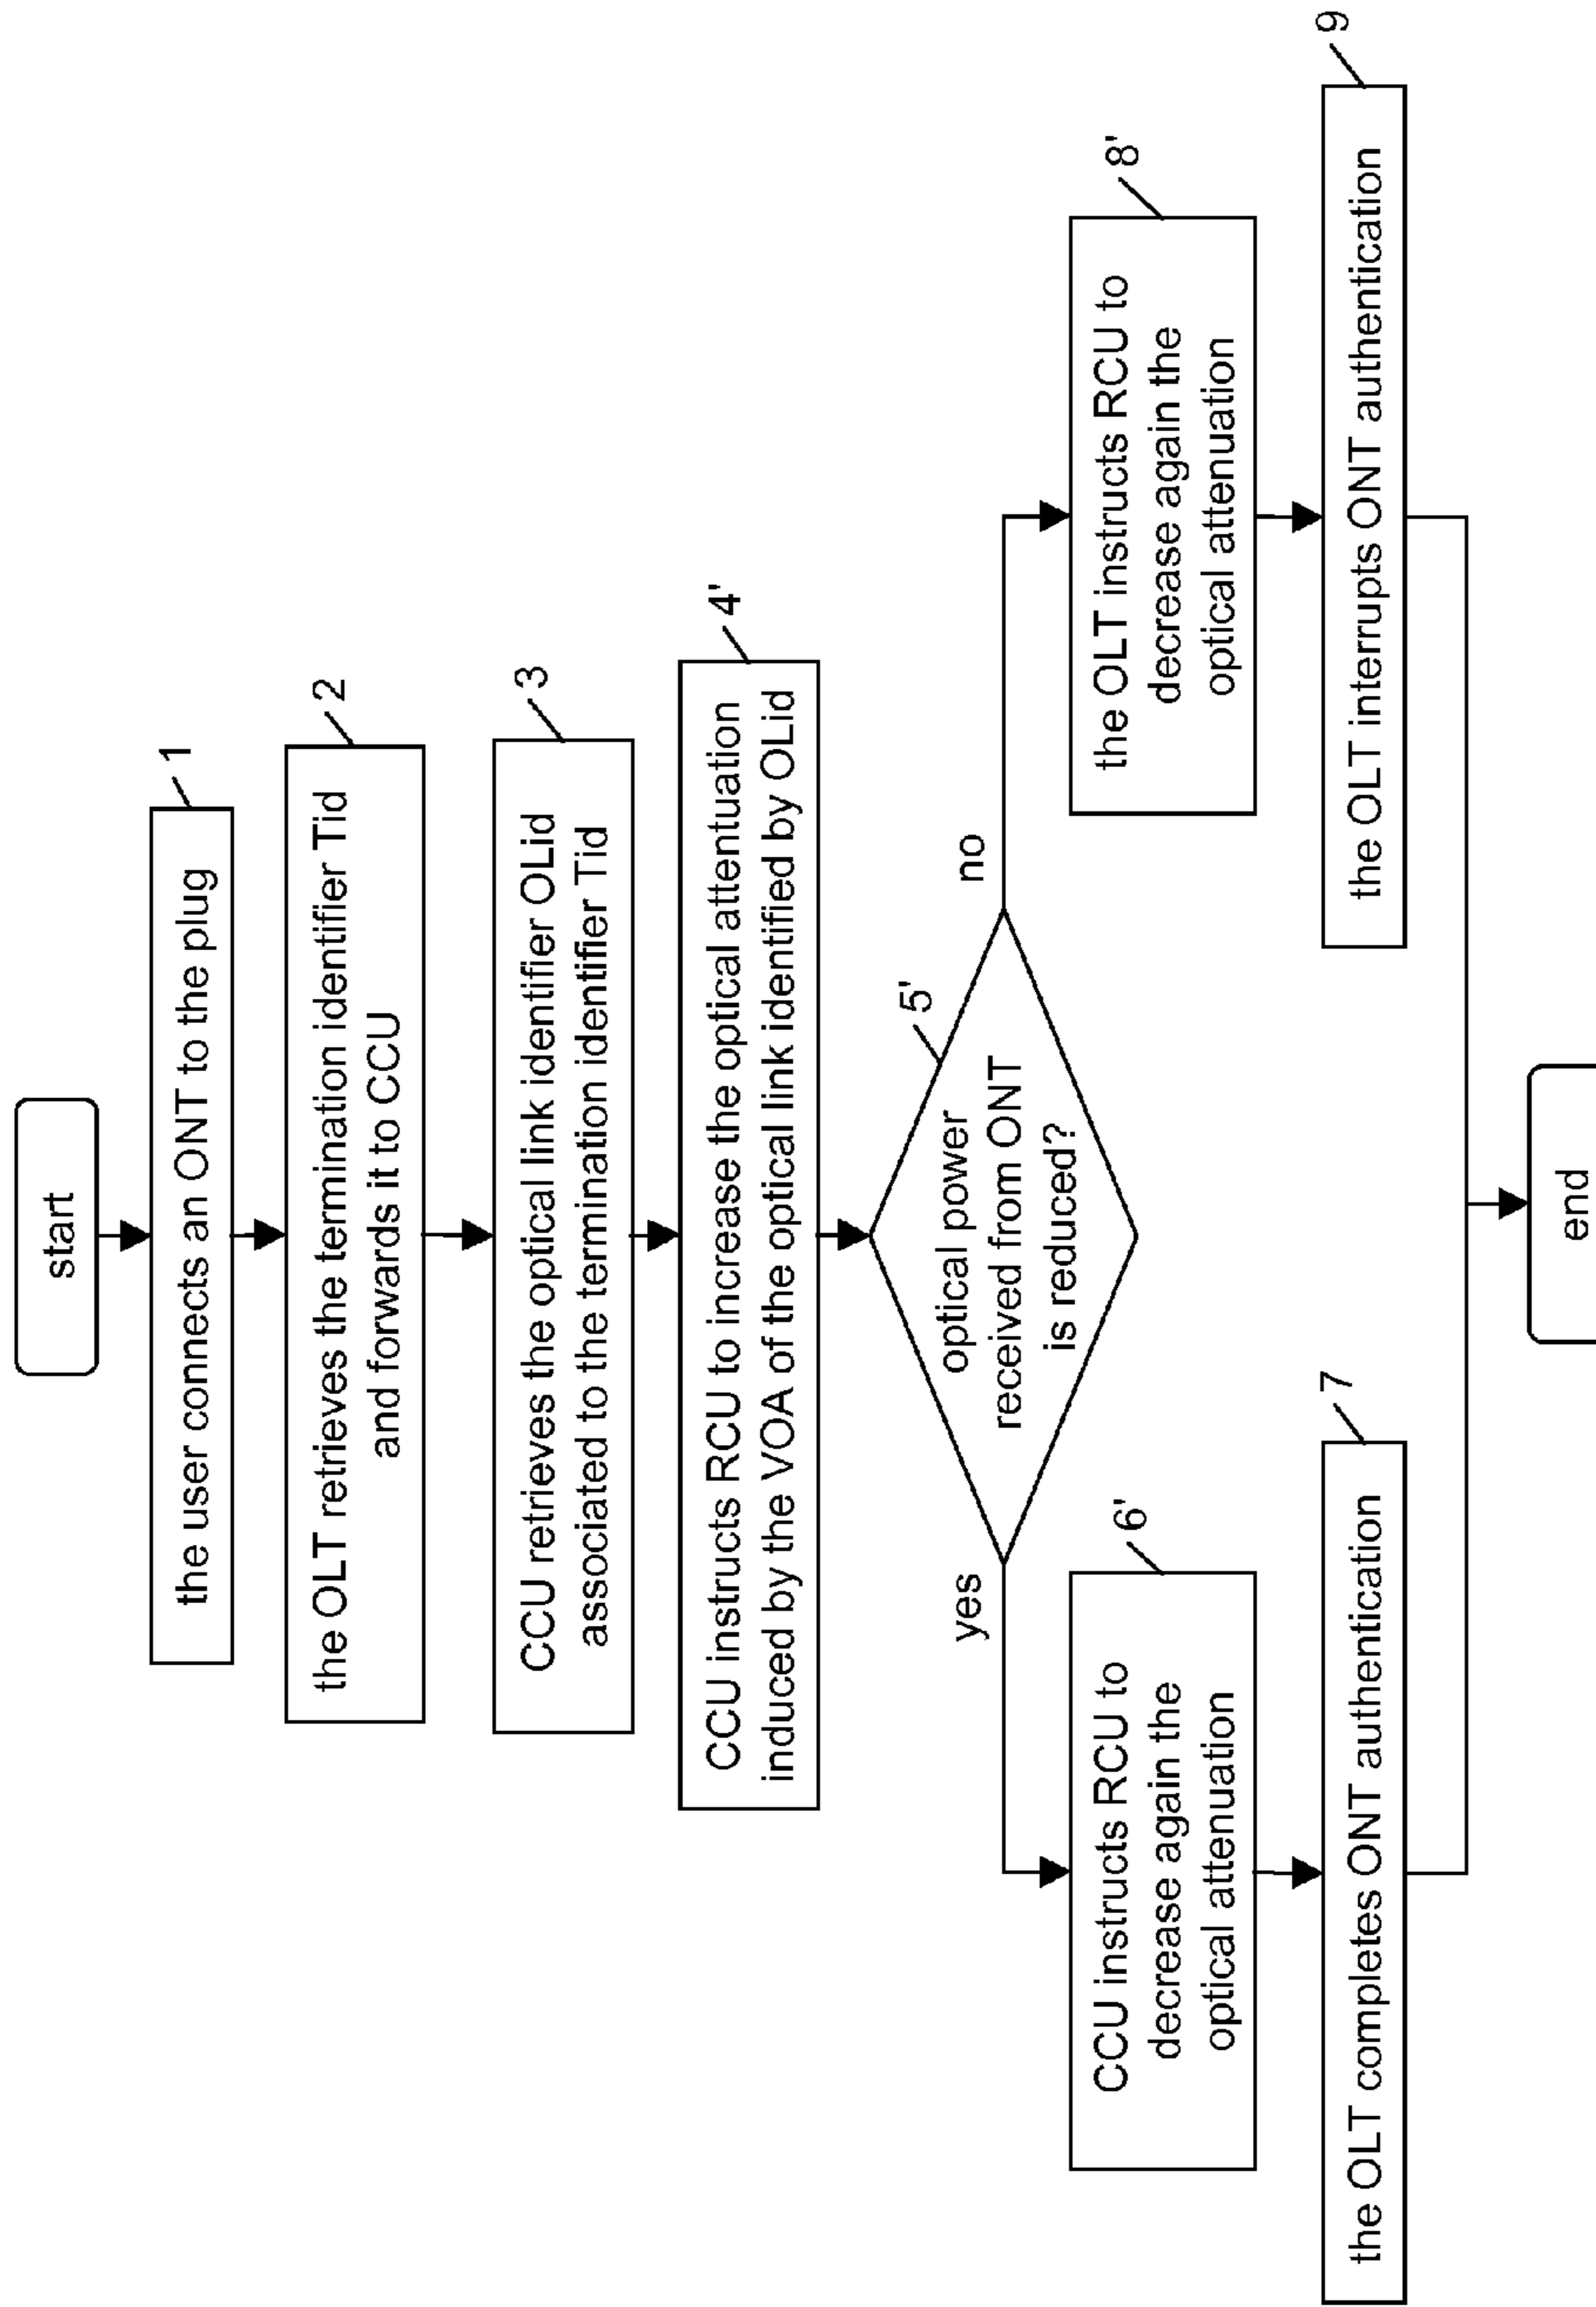 start
1
the user connects an ONT to the plug
2
the OLT retrieves the termination identifier Tid
and forwards it to CCU
3
CCU retrieves the optical link identifier OLid
associated to the termination identifier Tid
4'
CCU instructs RCU to increase the optical attentuation
induced by the VOA of the optical link identified by OLid
5'
optical power
received from ONT
is reduced?
yes
no
6'
CCU instructs RCU to
decrease again the
optical attenuation
8'
the OLT instructs RCU to
decrease again the
optical attenuation
7
the OLT completes ONT authentication
9
the OLT interrupts ONT authentication
end